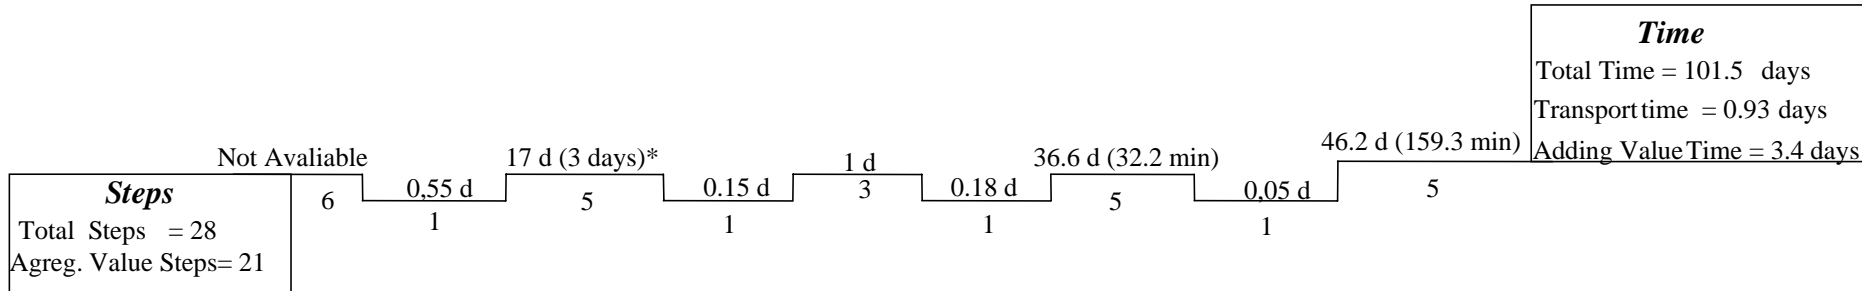 Time
Total Time = 101.5 days
Transport time = 0.93 days
Adding Value Time = 3.4 days
Not Avaliable
6
0,55 d
1
17 d (3 days)*
5
0.15 d
1
1 d
3
0.18 d
1
36.6 d (32.2 min)
5
0,05 d
1
46.2 d (159.3 min)
5
Steps
Total Steps = 28
Agreg. Value Steps= 21